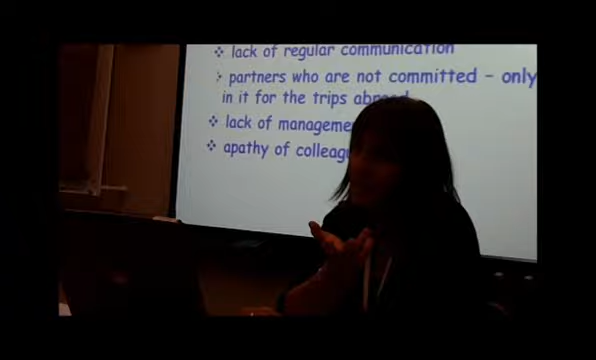 ❖ lack of regular communication
❖ partners who are not committed – only
in it for the trips abroad
❖ lack of
❖ apathy of